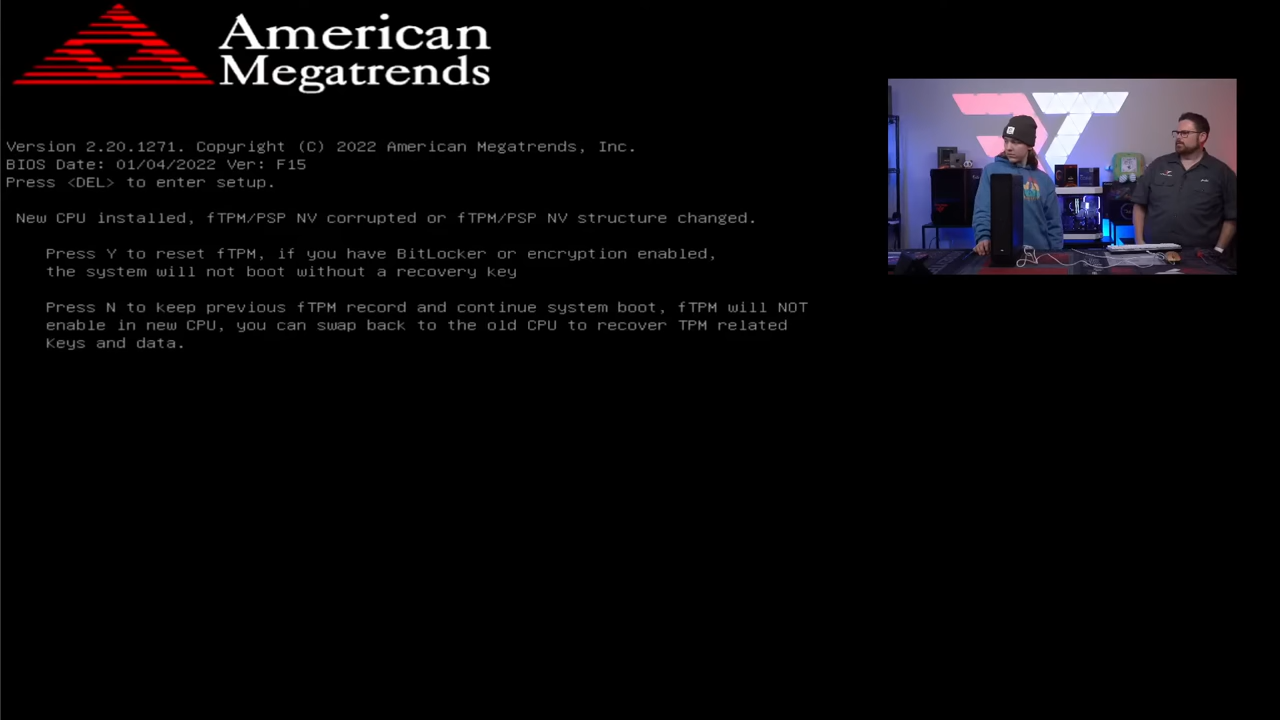 American
Megatrends
Version 2.20.1271. Copyright (C) 2022 American Megatrends, Inc.
BIOS Date: 01/04/2022 Ver: F15
Press <DEL> to enter setup.
New CPU installed, fTPM/PSP NV corrupted or fTPM/PSP NV structure changed.
Press Y to reset fTPM, if you have BitLocker or encryption enabled,
the system will not boot without a recovery key
Press N to keep previous fTPM record and continue system boot, fTPM will NOT
enable in new CPU, you can swap back to the old CPU to recover TPM related
Keys and data.